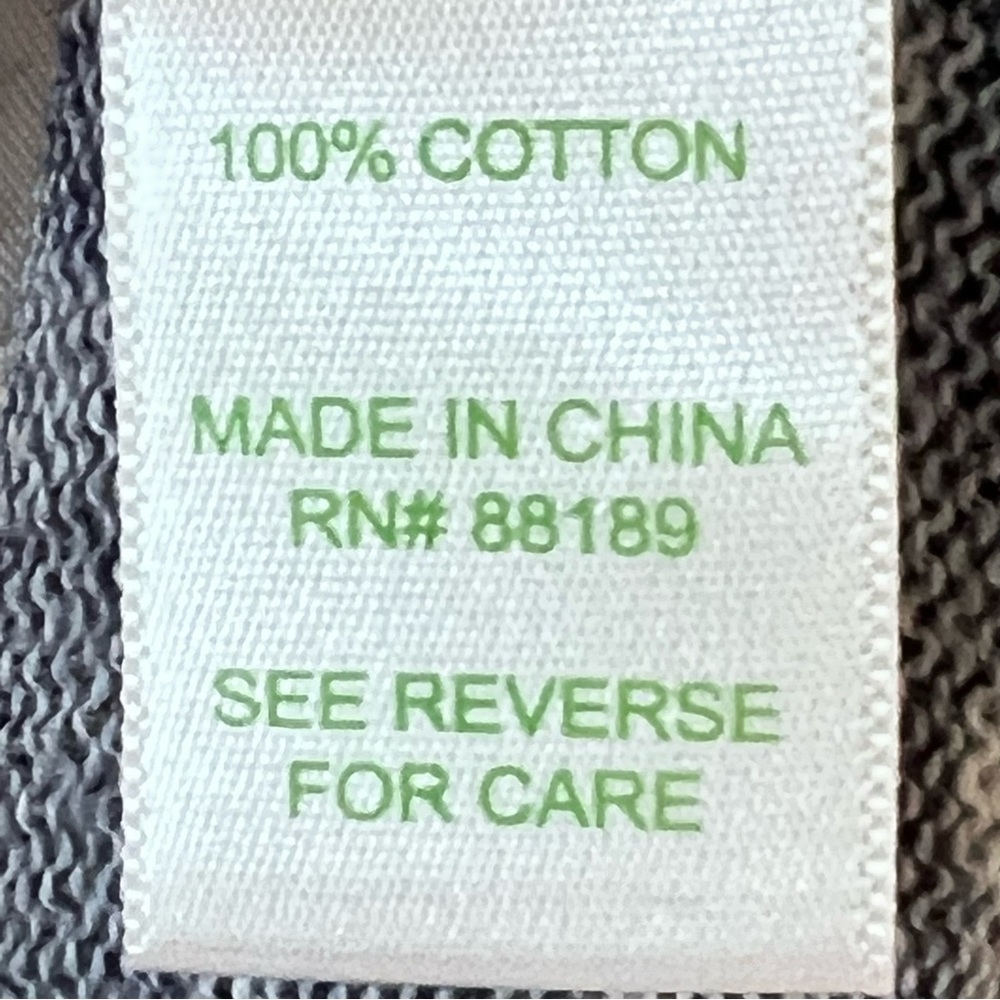 100% COTTON
MADE IN CHINA
RN# 88189
SEE REVERSE
FOR CARE